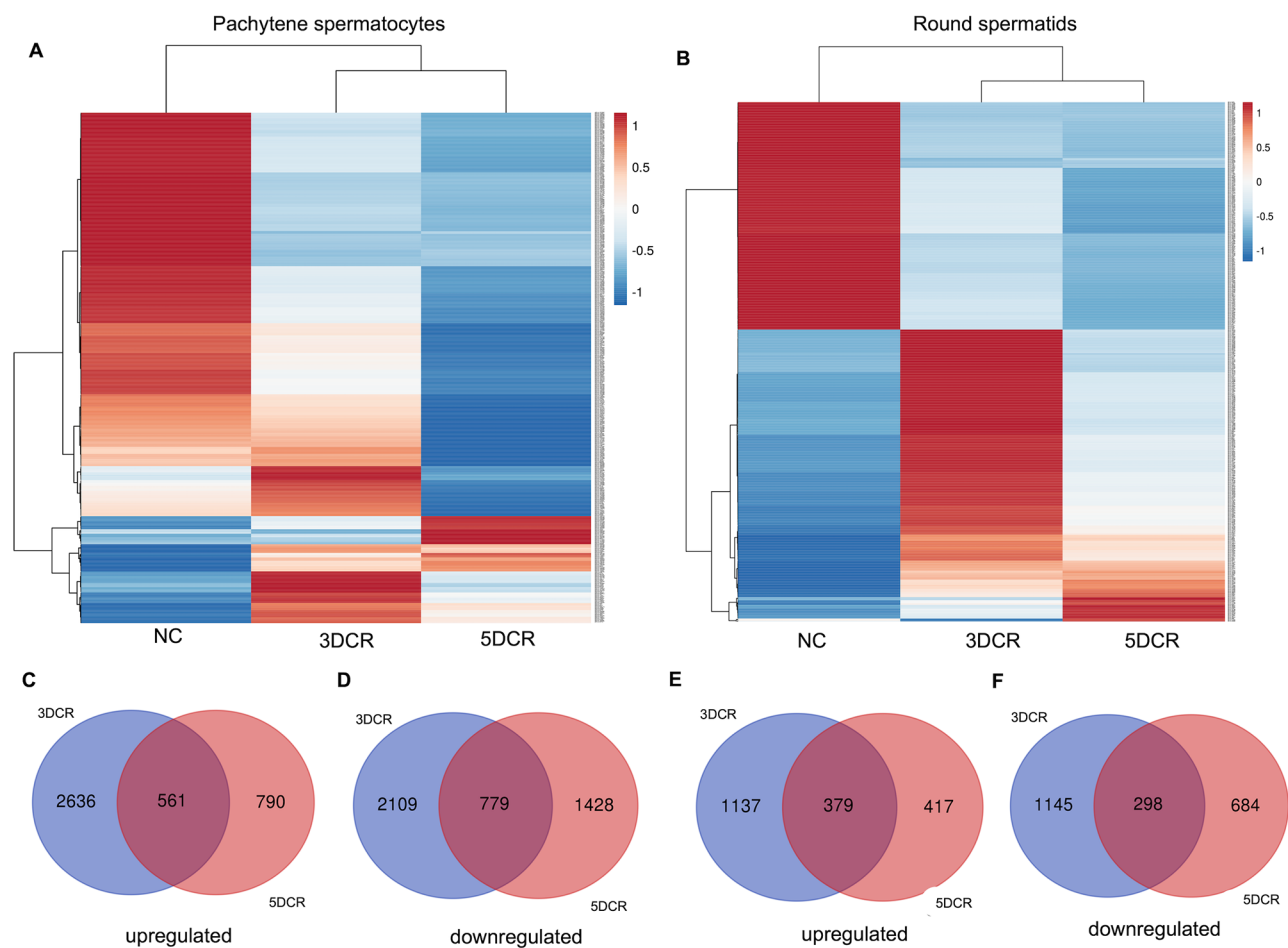 Pachytene spermatocytes
Round spermatids
A
B
1
0.5
0
-0.5
-1
1
0.5
0
-0.5
-1
NC
3DCR
5DCR
NC
3DCR
5DCR
C
D
E
F
3DCR
2636
561
790
5DCR
upregulated
3DCR
2109
779
1428
5DCR
downregulated
3DCR
1137
379
417
5DCR
upregulated
3DCR
1145
298
684
5DCR
downregulated